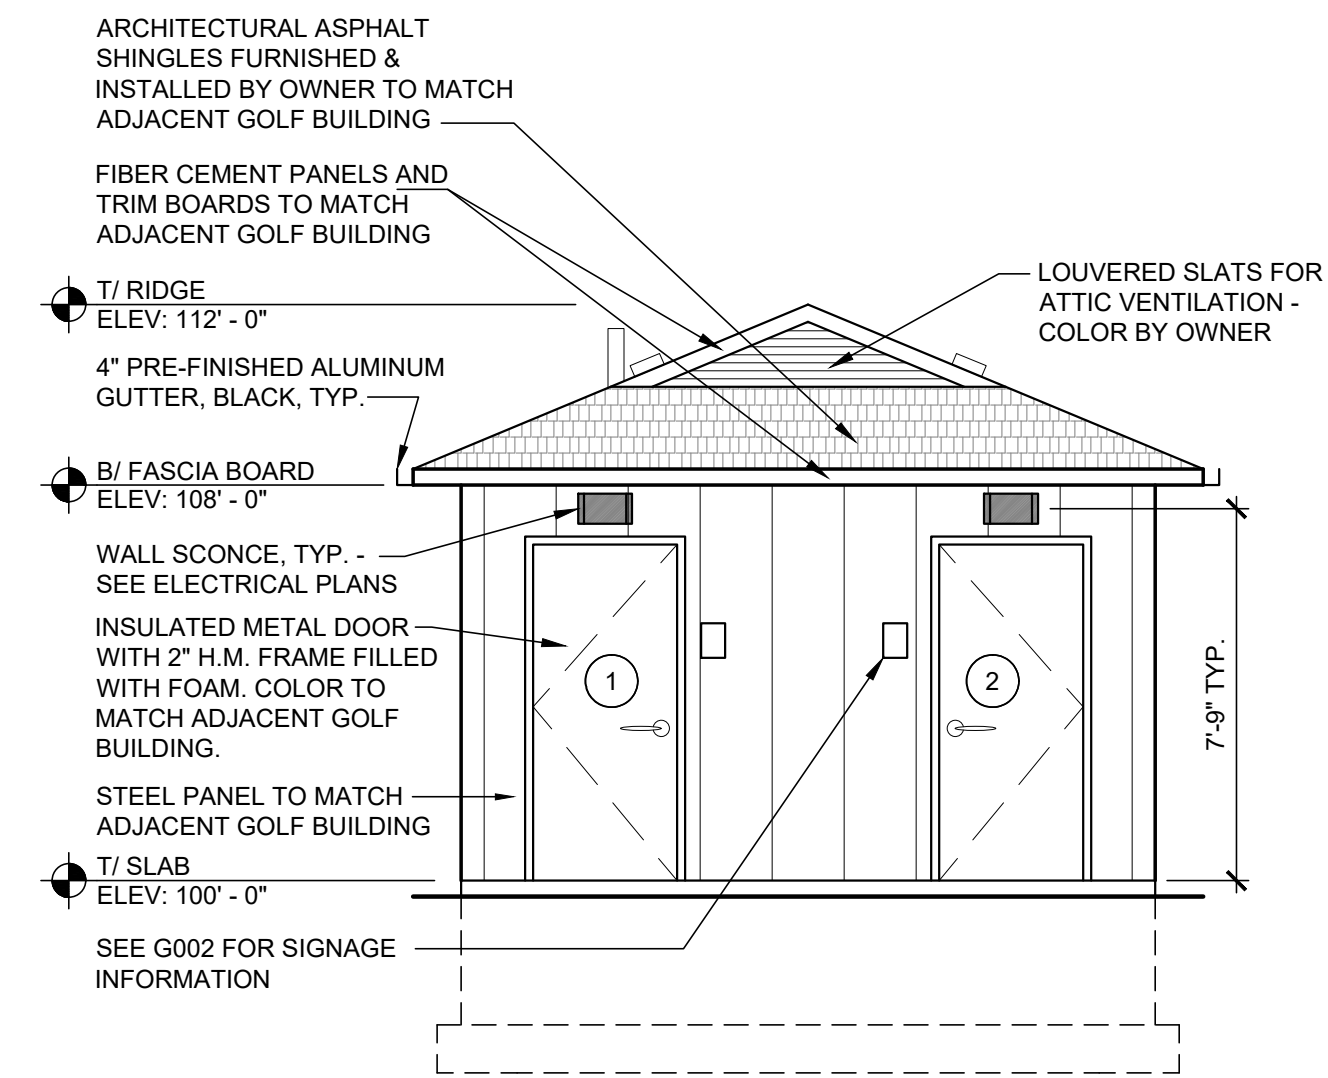 ARCHITECTURAL ASPHALT
SHINGLES FURNISHED &
INSTALLED BY OWNER TO MATCH
ADJACENT GOLF BUILDING
FIBER CEMENT PANELS AND
TRIM BOARDS TO MATCH
ADJACENT GOLF BUILDING
T/ RIDGE
ELEV: 112' - 0"
LOUVERED SLATS FOR
ATTIC VENTILATION -
COLOR BY OWNER
4" PRE-FINISHED ALUMINUM
GUTTER, BLACK, TYP.
B/ FASCIA BOARD
ELEV: 108' - 0"
WALL SCONCE, TYP. -
SEE ELECTRICAL PLANS
INSULATED METAL DOOR
WITH 2" H.M. FRAME FILLED
WITH FOAM. COLOR TO
MATCH ADJACENT GOLF
BUILDING.
1
2
7'-9" TYP.
STEEL PANEL TO MATCH
ADJACENT GOLF BUILDING
T/ SLAB
ELEV: 100' - 0"
SEE G002 FOR SIGNAGE
INFORMATION